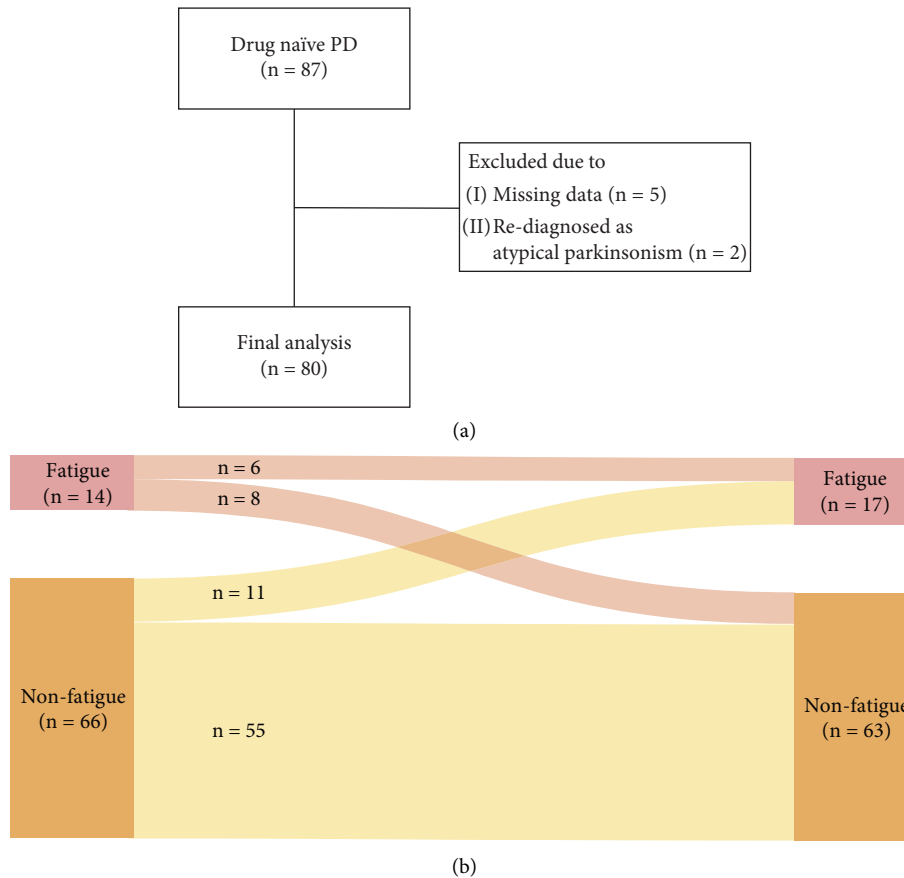 Drug naïve PD
(n = 87)
Excluded due to
(I) Missing data (n = 5)
(II) Re-diagnosed as
atypical parkinsonism (n = 2)
Final analysis
(n = 80)
(a)
Fatigue
(n = 14)
n = 6
n = 8
Fatigue
(n = 17)
n = 11
Non-fatigue
(n = 66)
n = 55
Non-fatigue
(n = 63)
(b)